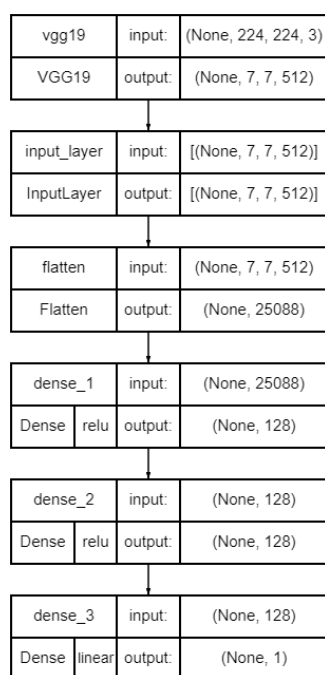 vgg19 input: (None, 224, 224, 3)
VGG19 output: (None, 7, 7, 512)
input_layer input: [(None, 7, 7, 512)]
InputLayer output: [(None, 7, 7, 512)]
flatten input: (None, 7, 7, 512)
Flatten output: (None, 25088)
dense_1 input: (None, 25088)
Dense relu output: (None, 128)
dense_2 input: (None, 128)
Dense relu output: (None, 128)
dense_3 input: (None, 128)
Dense linear output: (None, 1)